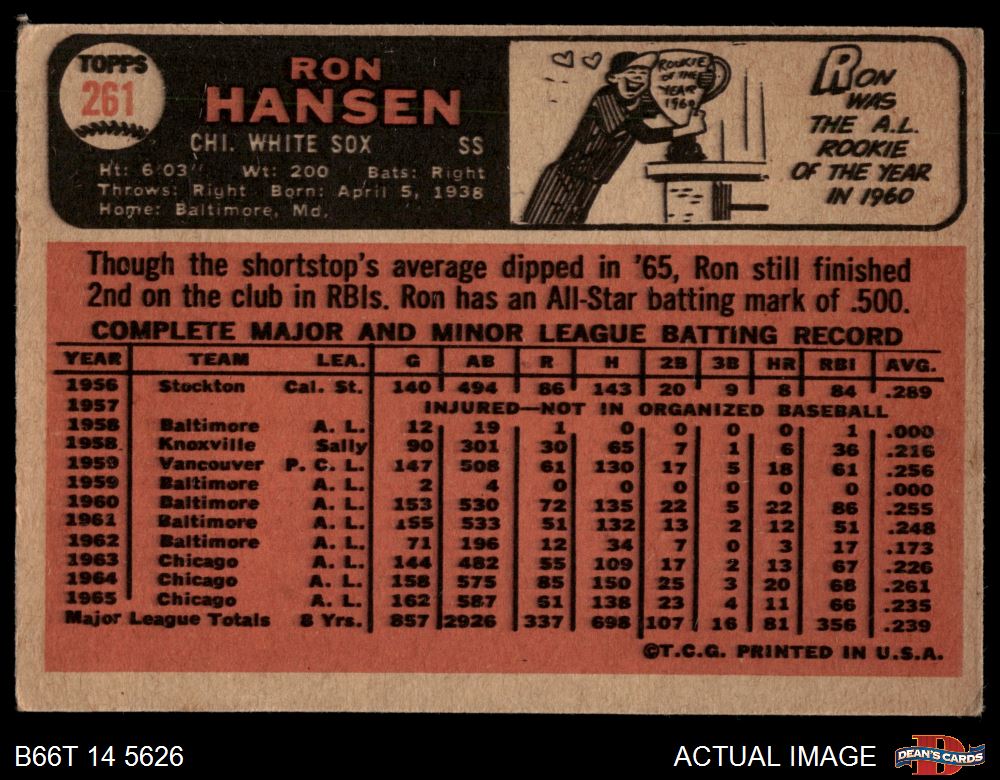 TOPPS
261
RON
HANSEN
CHI. WHITE SOX SS
Ht: 6'03" Wt: 200 Bats: Right
Throws: Right Born: April 5, 1938
Home: Baltimore, Md.
ROOKIE
OF THE
YEAR
1960
RON
WAS
THE A.L.
ROOKIE
OF THE YEAR
IN 1960
Though the shortstop's average dipped in '65, Ron still finished
2nd on the club in RBIs. Ron has an All-Star batting mark of .500.
COMPLETE MAJOR AND MINOR LEAGUE BATTING RECORD
YEAR TEAM LEA. G AB R H 2B 3B HR RBI AVG.
1956 Stockton Cal. St. 140 494 86 143 20 9 8 84 .289
1957 INJURED—NOT IN ORGANIZED BASEBALL
1958 Baltimore A. L. 12 19 1 0 0 0 0 1 .000
1958 Knoxville Sally 90 301 30 65 7 1 6 36 .216
1959 Vancouver P. C. L. 147 508 61 130 17 5 18 61 .256
1959 Baltimore A. L. 2 4 0 0 0 0 0 0 .000
1960 Baltimore A. L. 153 530 72 135 22 5 22 86 .255
1961 Baltimore A. L. 155 533 51 132 13 2 12 51 .248
1962 Baltimore A. L. 71 196 12 34 7 0 3 17 .173
1963 Chicago A. L. 144 482 55 109 17 2 13 67 .226
1964 Chicago A. L. 158 575 85 150 25 3 20 68 .261
1965 Chicago A. L. 162 587 61 138 23 4 11 66 .235
Major League Totals 8 Yrs. 857 2926 337 698 107 16 81 356 .239
©T.C.G. PRINTED IN U.S.A.
B66T 14 5626
ACTUAL IMAGE
D
DEAN'S CARDS